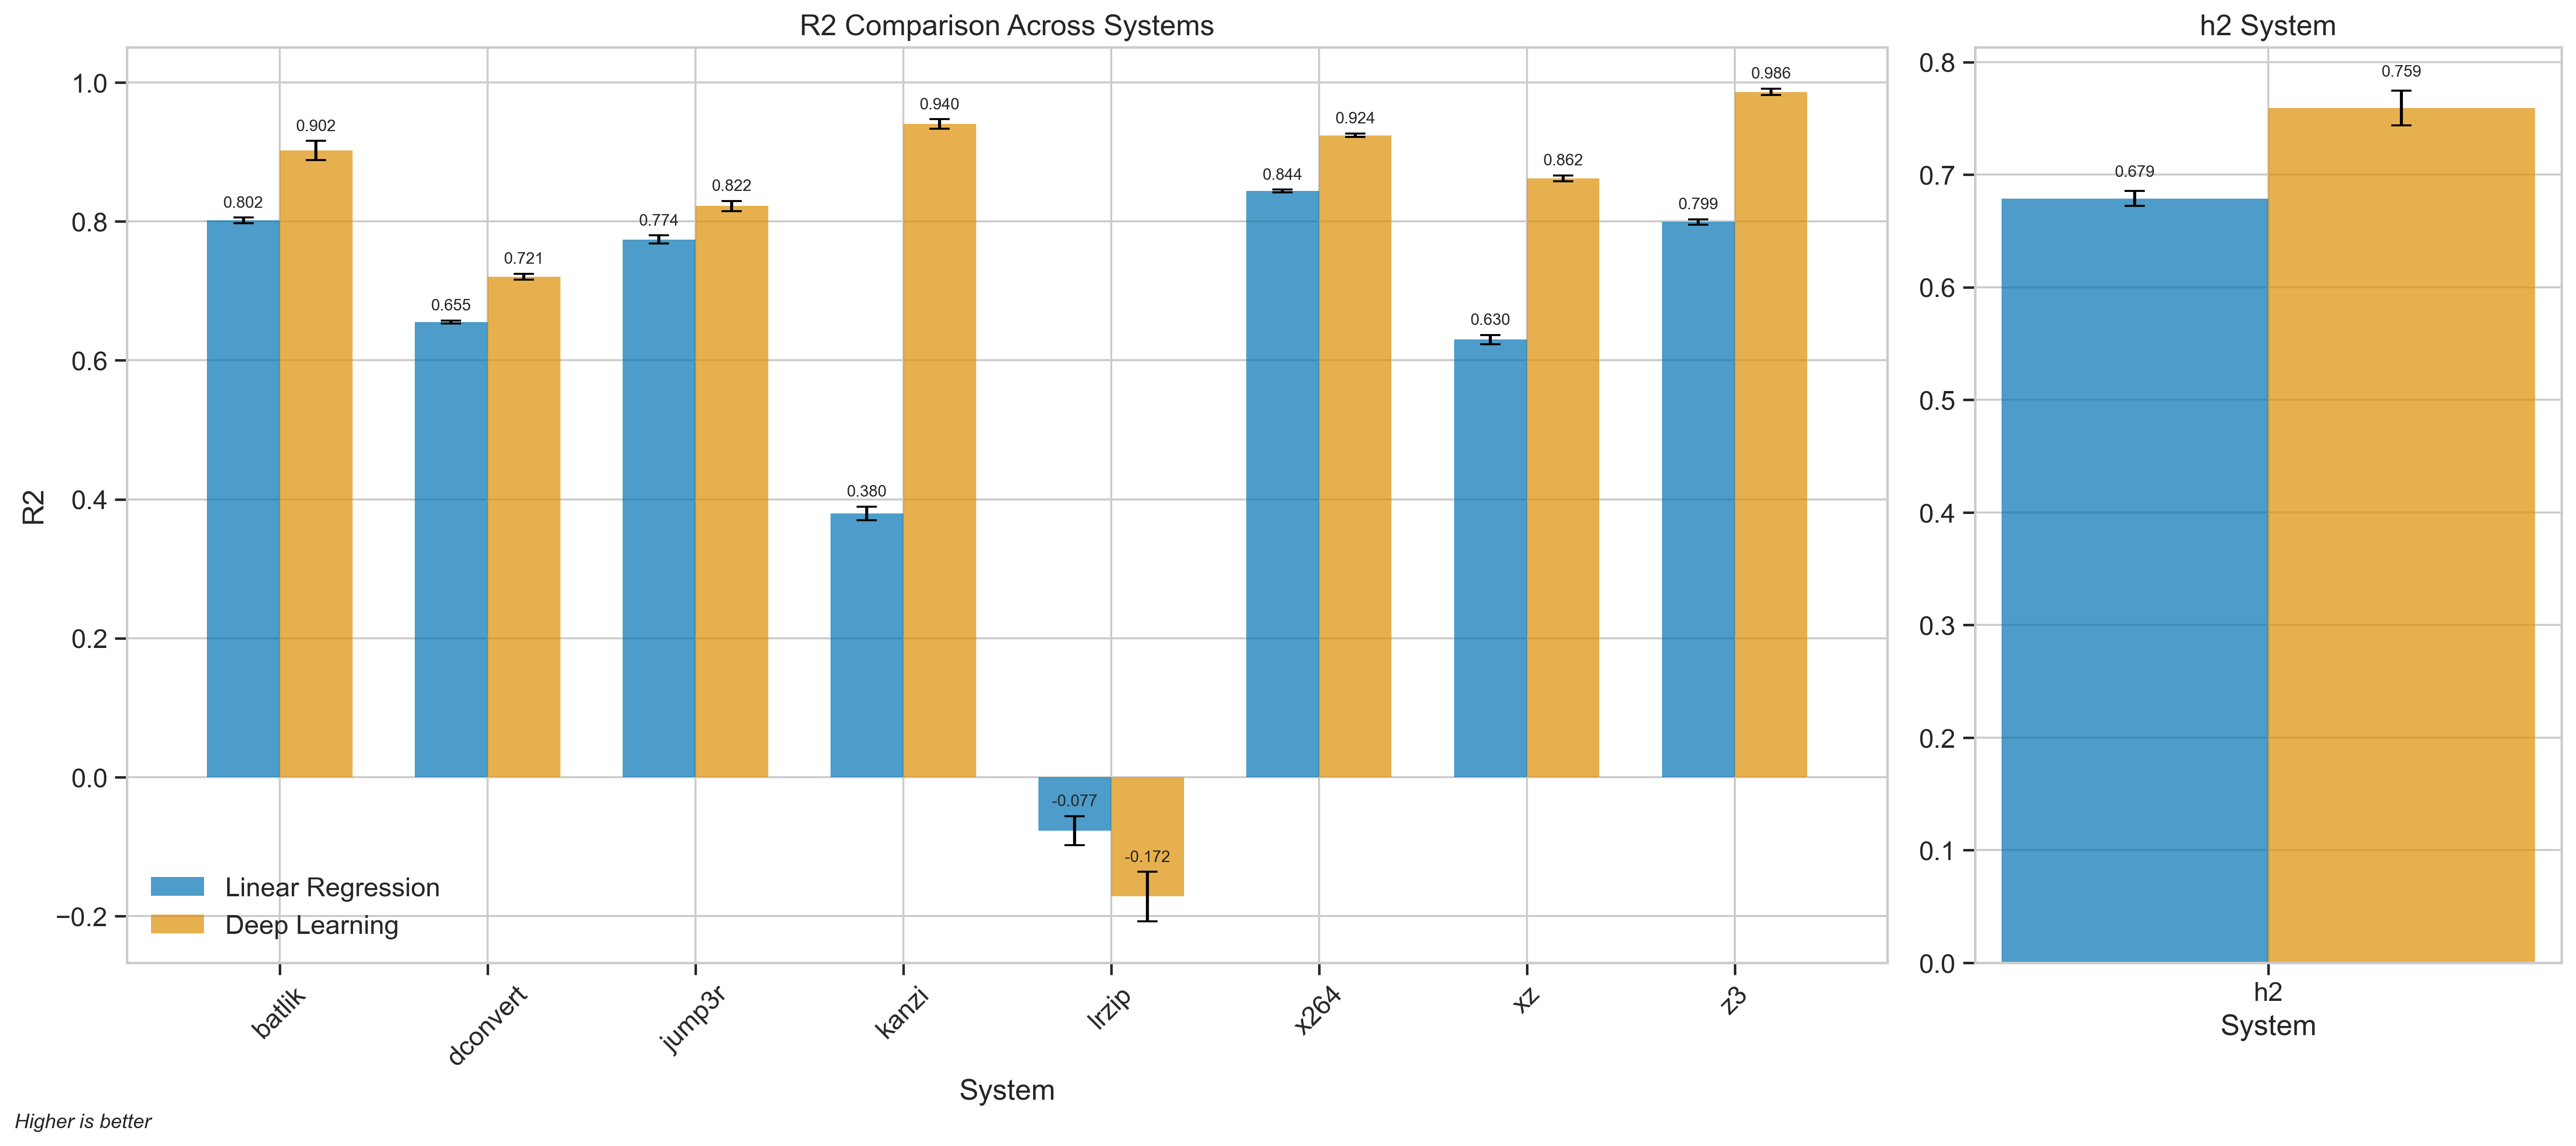 R2 Comparison Across Systems
R2
1.0
0.8
0.6
0.4
0.2
0.0
−0.2
0.802
0.902
0.655
0.721
0.774
0.822
0.380
0.940
-0.077
-0.172
0.844
0.924
0.630
0.862
0.799
0.986
Linear Regression
Deep Learning
batlik
dconvert
jump3r
kanzi
lrzip
x264
xz
z3
System
Higher is better
h2 System
0.8
0.7
0.6
0.5
0.4
0.3
0.2
0.1
0.0
0.679
0.759
h2
System